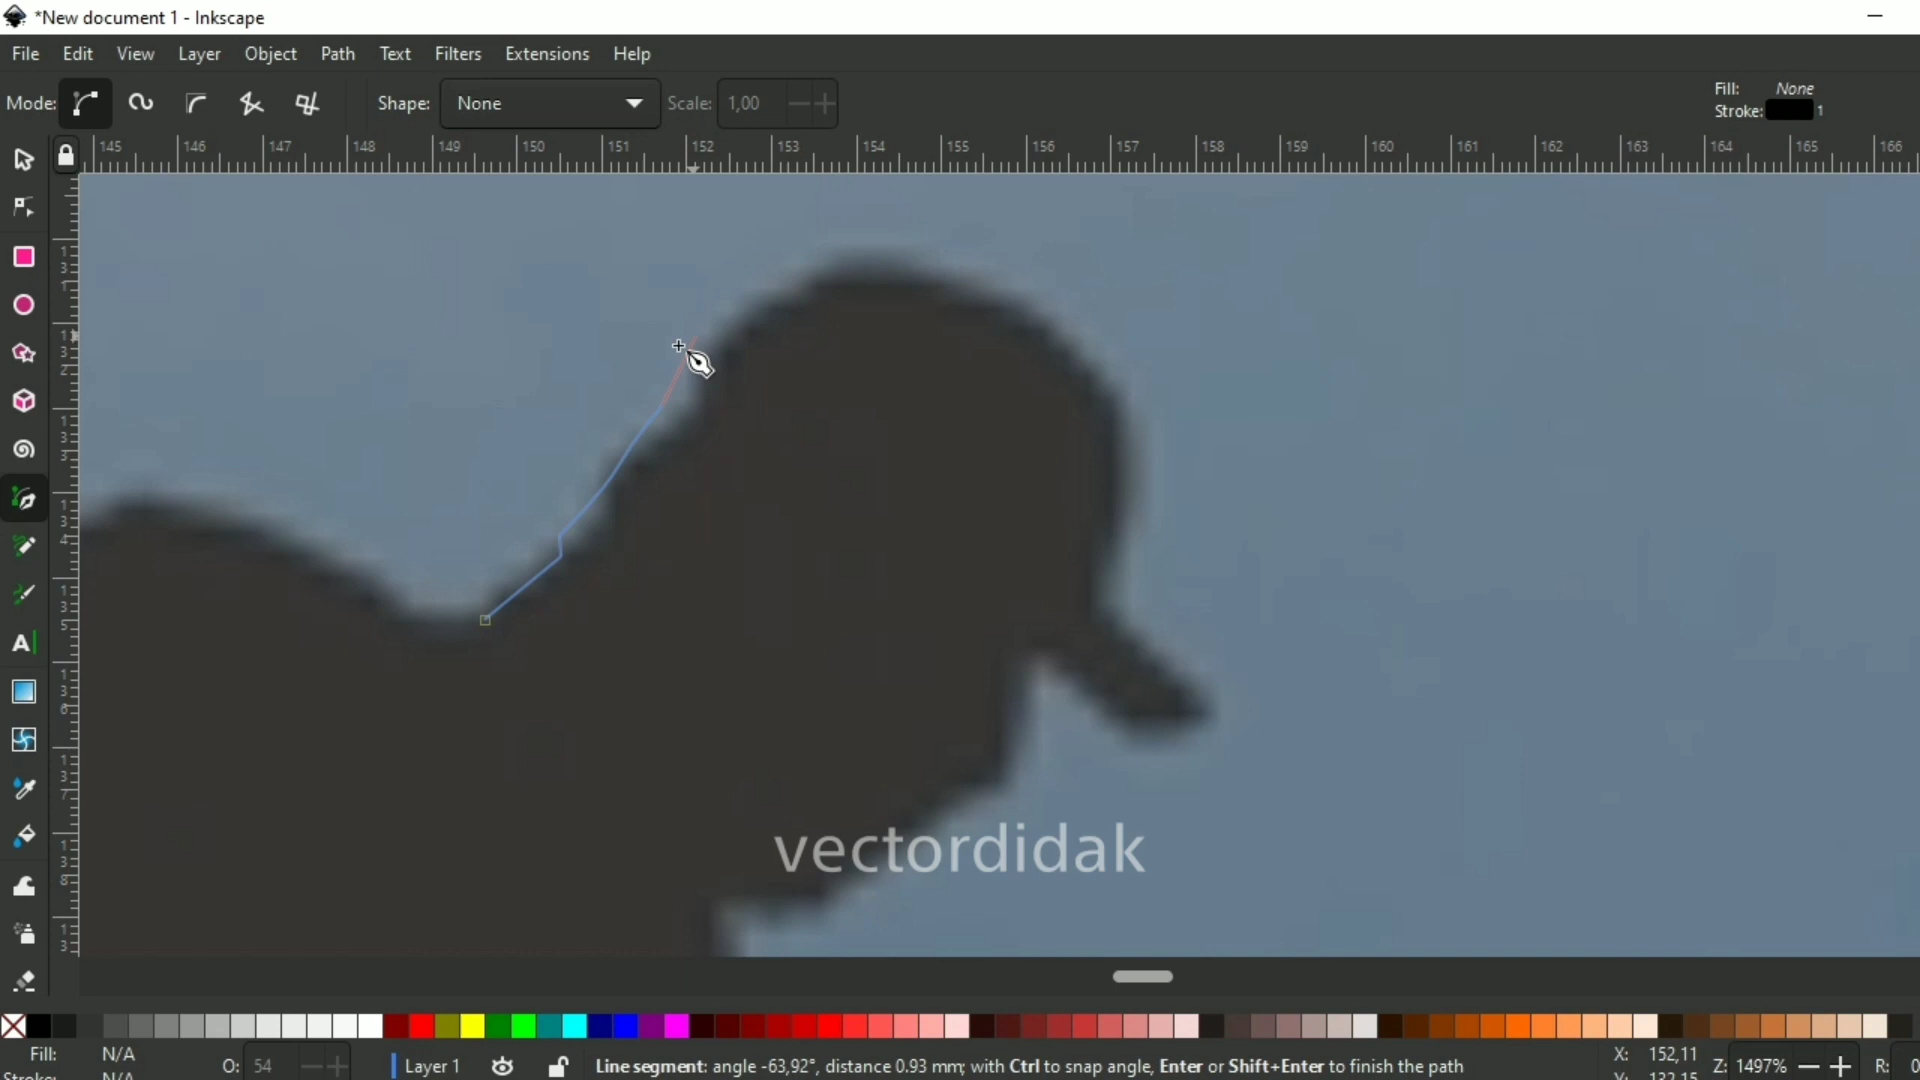 *New document 1 - Inkscape
File Edit View Layer Object Path Text Filters Extensions Help
Mode: Shape: None Scale: 1,00
Fill: None
Stroke: 1
145 146 147 148 149 150 151 152 153 154 155 156 157 158 159 160 161 162 163 164 165 166
vectordidak
Fill: N/A
O: 54 Layer 1 Line segment: angle -63,92°, distance 0.93 mm; with Ctrl to snap angle, Enter or Shift+Enter to finish the path
X: 152,11
Z: 1497% R: 0